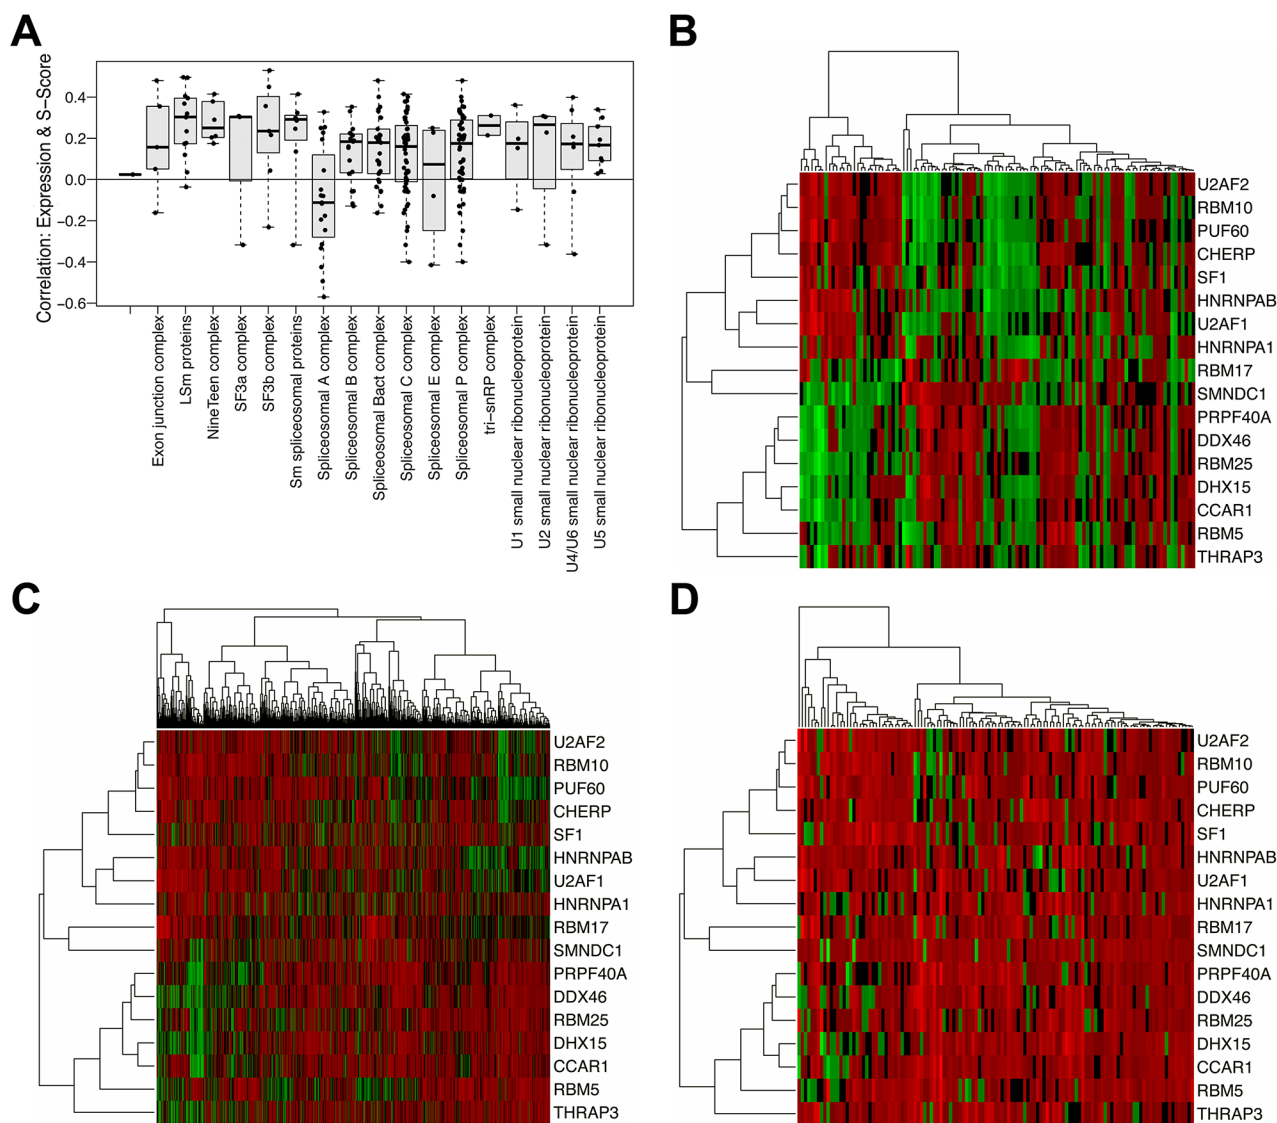 A
Correlation: Expression & S−Score
0.4
0.2
0.0
−0.2
−0.4
−0.6
Exon junction complex
LSm proteins
NineTeen complex
SF3a complex
SF3b complex
Sm spliceosomal proteins
Spliceosomal A complex
Spliceosomal B complex
Spliceosomal Bact complex
Spliceosomal C complex
Spliceosomal E complex
Spliceosomal P complex
tri−snRP complex
U1 small nuclear ribonucleoprotein
U2 small nuclear ribonucleoprotein
U4/U6 small nuclear ribonucleoprotein
U5 small nuclear ribonucleoprotein
B
U2AF2
RBM10
PUF60
CHERP
SF1
HNRNPAB
U2AF1
HNRNPA1
RBM17
SMNDC1
PRPF40A
DDX46
RBM25
DHX15
CCAR1
RBM5
THRAP3
C
U2AF2
RBM10
PUF60
CHERP
SF1
HNRNPAB
U2AF1
HNRNPA1
RBM17
SMNDC1
PRPF40A
DDX46
RBM25
DHX15
CCAR1
RBM5
THRAP3
D
U2AF2
RBM10
PUF60
CHERP
SF1
HNRNPAB
U2AF1
HNRNPA1
RBM17
SMNDC1
PRPF40A
DDX46
RBM25
DHX15
CCAR1
RBM5
THRAP3